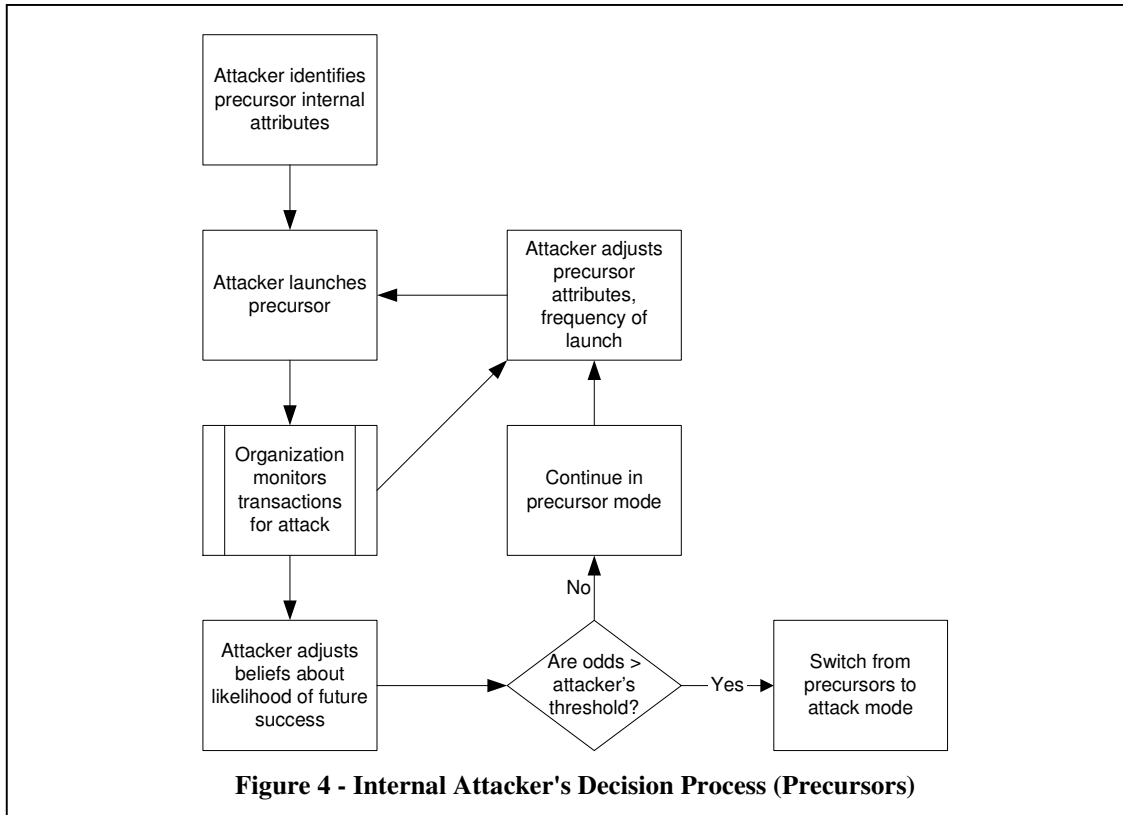 Attacker identifies
precursor internal
attributes
Attacker launches
precursor
Attacker adjusts
precursor
attributes,
frequency of
launch
Organization
monitors
transactions
for attack
Continue in
precursor mode
No
Attacker adjusts
beliefs about
likelihood of future
success
Are odds >
attacker's
threshold?
Yes
Switch from
precursors to
attack mode
Figure 4 - Internal Attacker's Decision Process (Precursors)